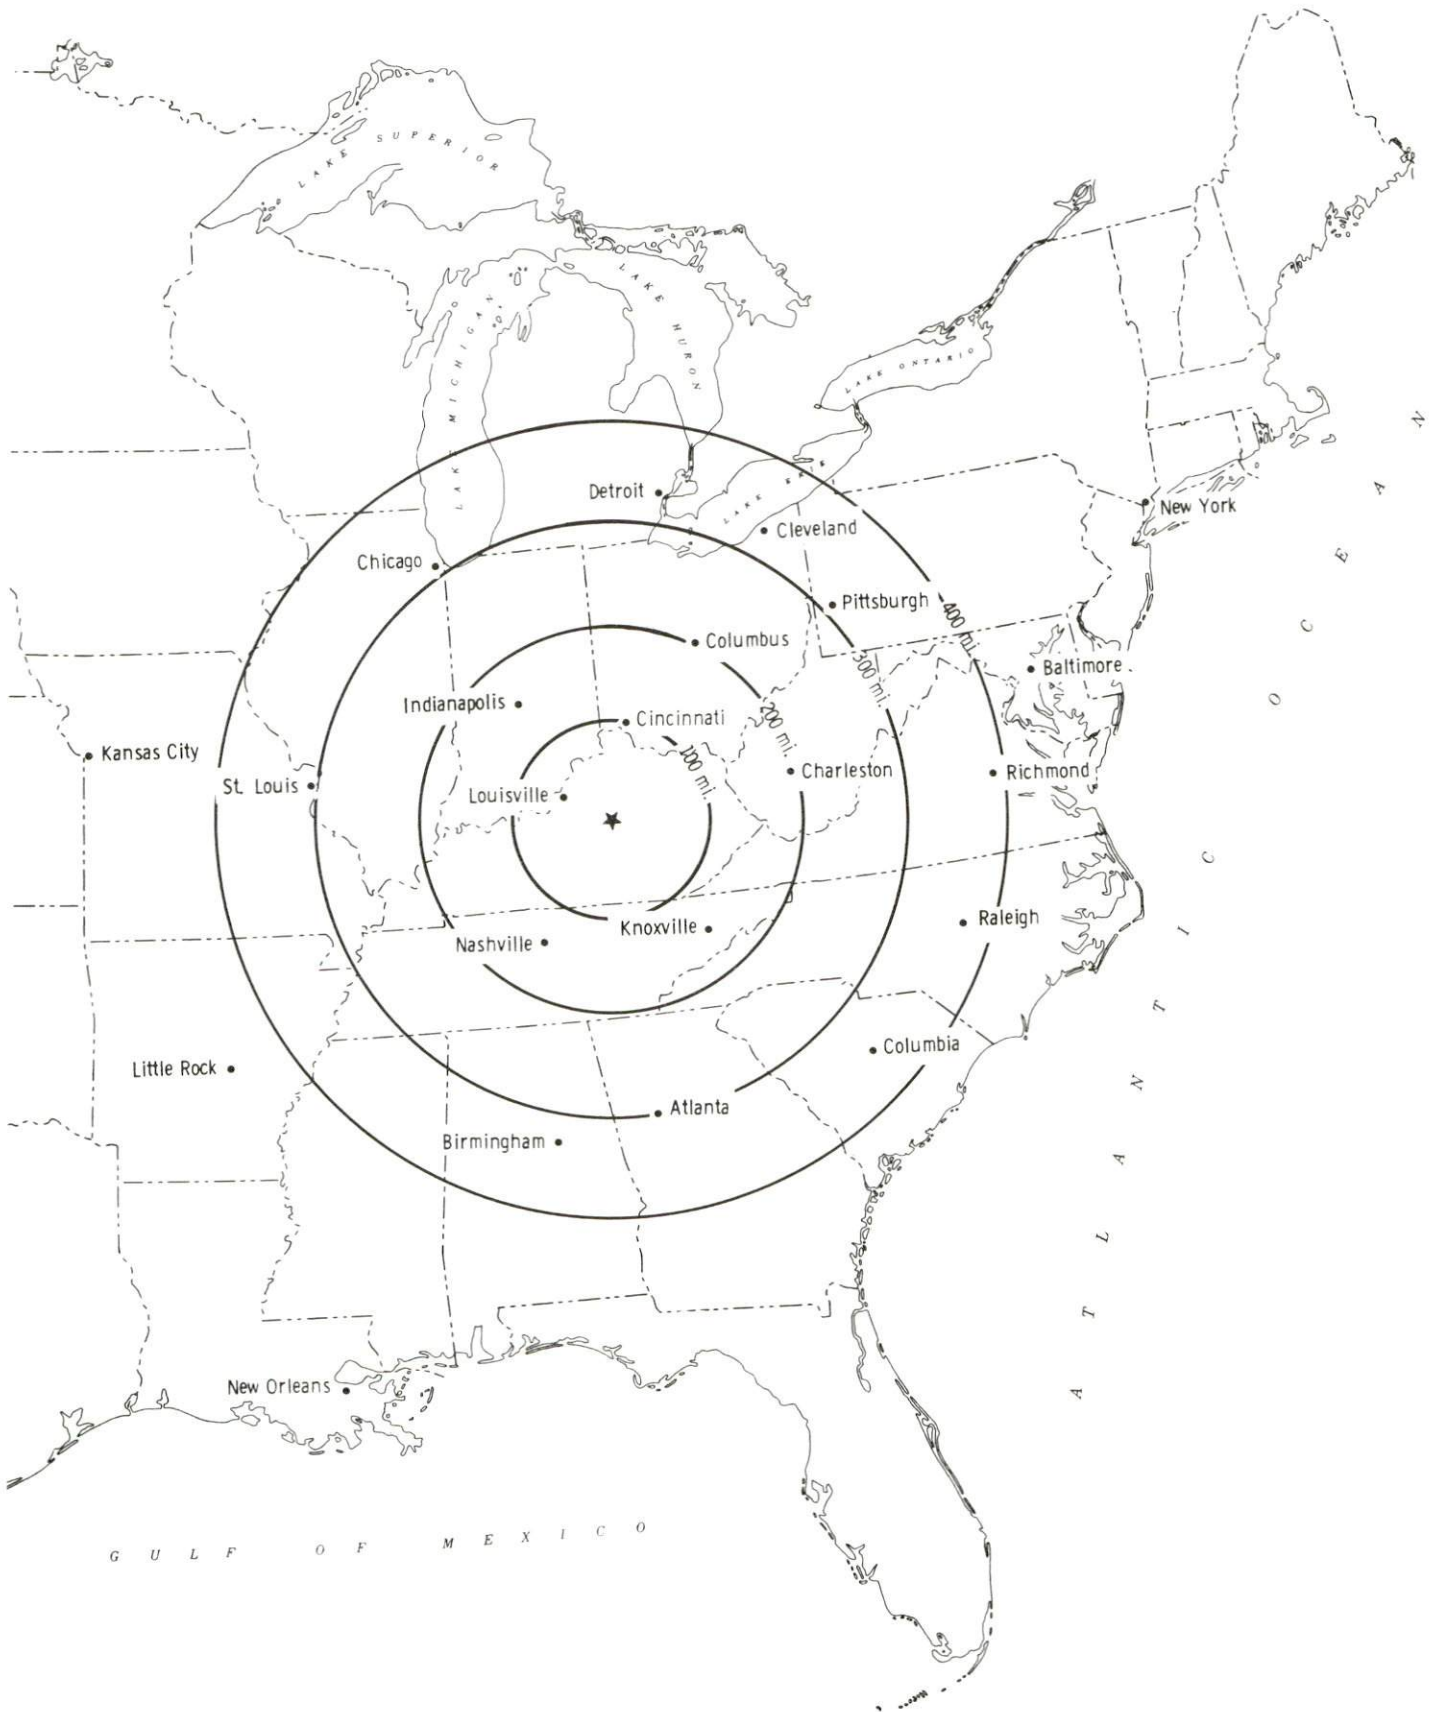 LAKE SUPERIOR
LAKE MICHIGAN
LAKE HURON
LAKE ONTARIO
LAKE ERIE
Detroit
Cleveland
New York
Chicago
Pittsburgh
400 mi.
Columbus
300 mi.
Baltimore
Indianapolis
200 mi.
Cincinnati
100 mi.
Kansas City
St. Louis
Louisville
Charleston
Richmond
Knoxville
Raleigh
Nashville
Columbia
Little Rock
Atlanta
Birmingham
New Orleans
ATLANTIC OCEAN
GULF OF MEXICO